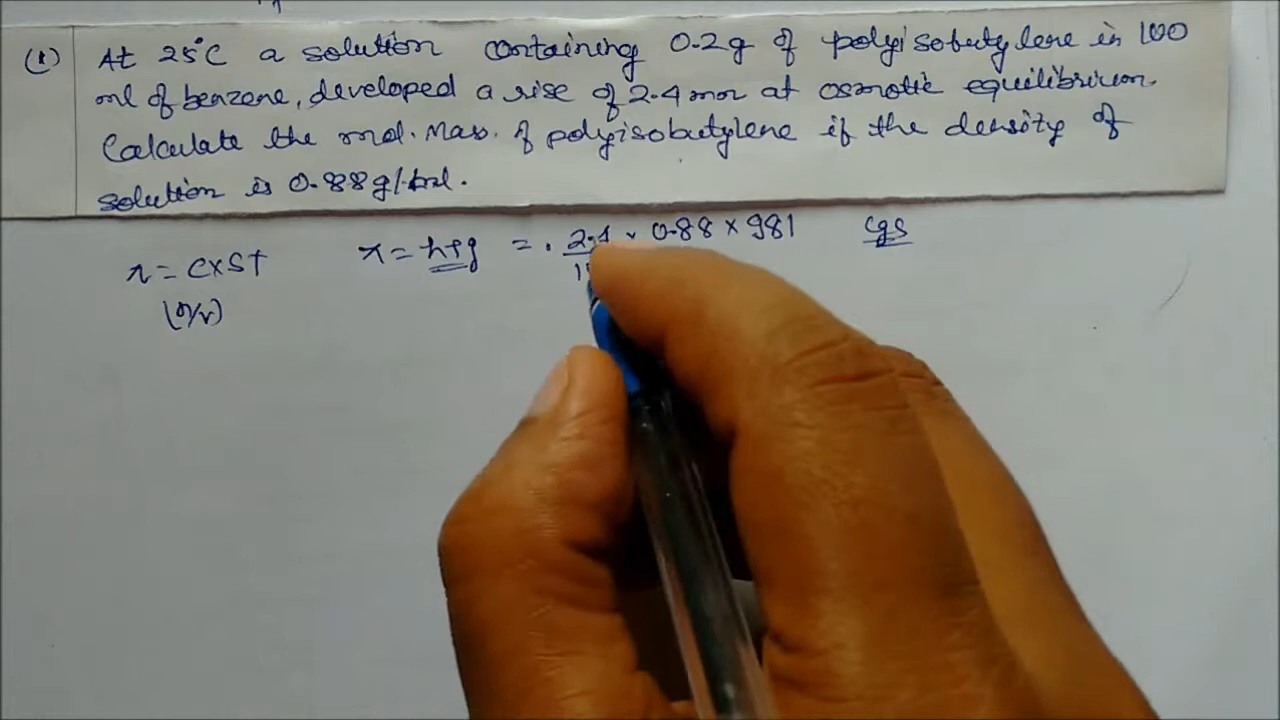 (1) At 25°C a solution containing 0.2g of polyisobutylene in 100
ml of benzene, developed a rise of 2.4 mm at osmotic equilibrium.
Calculate the mol. Mass. of polyisobutylene if the density of
solution is 0.88 g/ml.
π = hρg = 2.4 × 0.88 × 981 cgs
π = C×ST
(n/v)